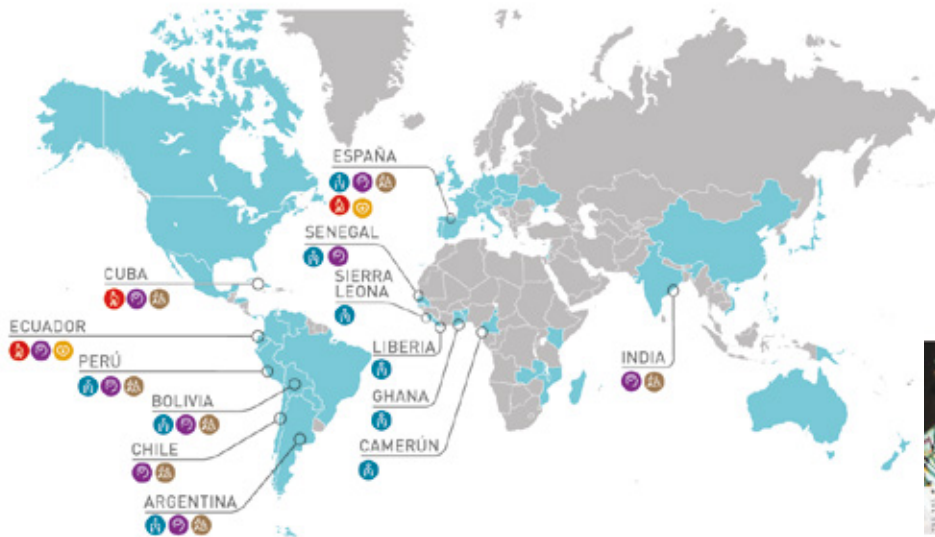 ESPAÑA
SENEGAL
SIERRA
LEONA
CUBA
ECUADOR
LIBERIA
INDIA
PERÚ
GHANA
BOLIVIA
CHILE
CAMERÚN
ARGENTINA